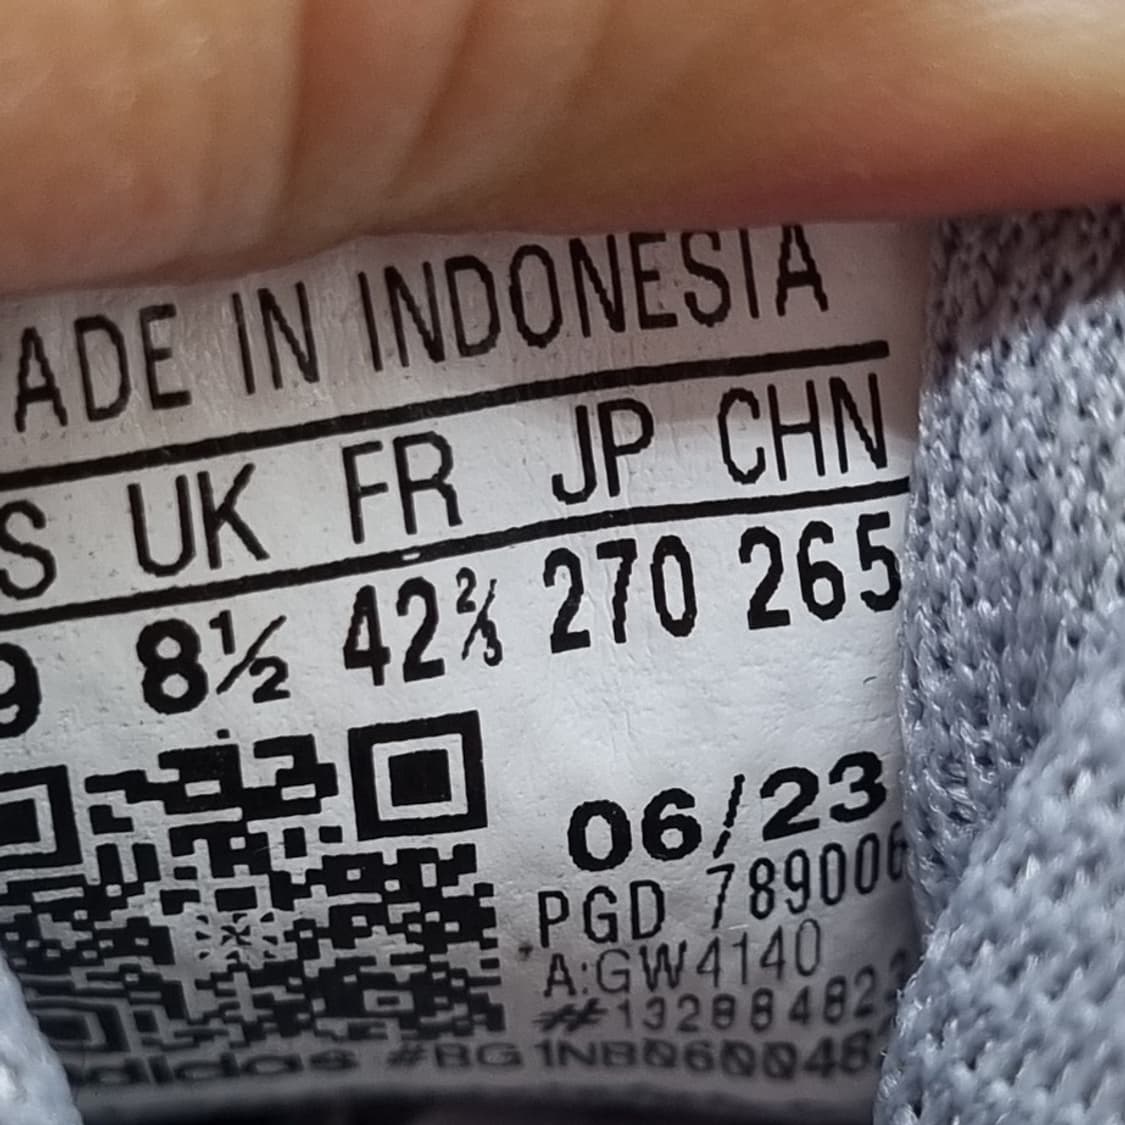 ADE IN INDONESIA
S UK FR JP CHN
9 8½ 42⅔ 270 265
06/23
PGD 789006
A:GW4140
#13288482
adidas #BG1NB060048